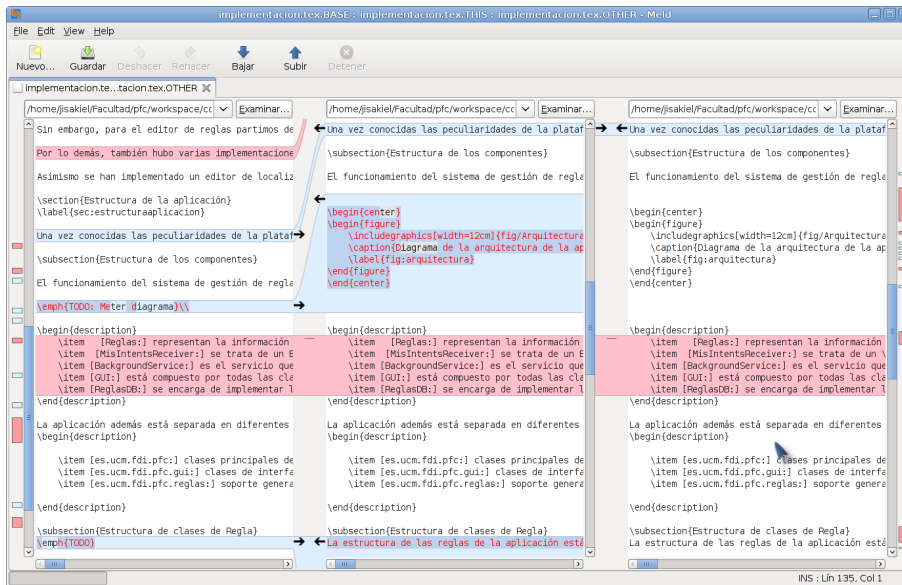 implementacion.tex.BASE : implementacion.tex.THIS : implementacion.tex.OTHER - Meld
File Edit View Help
Nuevo... Guardar Deshacer Rehacer Bajar Subir Detener
implementacion.te...tacion.tex.OTHER
/home/jisakiel/Facultad/pfc/workspace/cc Examinar...
Sin embargo, para el editor de reglas partimos de
Por lo demás, también hubo varias implementacione
Asimismo se han implementado un editor de localiz
\section{Estructura de la aplicación}
\label{sec:estructuraaplicacion}
Una vez conocidas las peculiaridades de la plataf
\subsection{Estructura de los componentes}
El funcionamiento del sistema de gestión de regla
\emph{TODO: Meter diagrama}\\
\begin{description}
\item [Reglas:] representan la información
\item [MisIntentsReceiver:] se trata de un E
\item [BackgroundService:] es el servicio que
\item [GUI:] está compuesto por todas las cla
\item [ReglasDB:] se encarga de implementar l
\end{description}
La aplicación además está separada en diferentes
\begin{description}
\item [es.ucm.fdi.pfc:] clases principales de
\item [es.ucm.fdi.pfc.gui:] clases de interfa
\item [es.ucm.fdi.pfc.reglas:] soporte genera
\end{description}
\subsection{Estructura de clases de Regla}
\emph{TODO}
/home/jisakiel/Facultad/pfc/workspace/cc Examinar...
Una vez conocidas las peculiaridades de la plataf
\subsection{Estructura de los componentes}
El funcionamiento del sistema de gestión de regla
\begin{center}
\begin{figure}
\includegraphics[width=12cm]{fig/Arquitectura
\caption{Diagrama de la arquitectura de la ap
\label{fig:arquitectura}
\end{figure}
\end{center}
\begin{description}
\item [Reglas:] representan la información
\item [MisIntentsReceiver:] se trata de un E
\item [BackgroundService:] es el servicio que
\item [GUI:] está compuesto por todas las cla
\item [ReglasDB:] se encarga de implementar l
\end{description}
La aplicación además está separada en diferentes
\begin{description}
\item [es.ucm.fdi.pfc:] clases principales de
\item [es.ucm.fdi.pfc.gui:] clases de interfa
\item [es.ucm.fdi.pfc.reglas:] soporte genera
\end{description}
\subsection{Estructura de clases de Regla}
La estructura de las reglas de la aplicación está
/home/jisakiel/Facultad/pfc/workspace/cc Examinar...
Una vez conocidas las peculiaridades de la plataf
\subsection{Estructura de los componentes}
El funcionamiento del sistema de gestión de regla
\begin{center}
\begin{figure}
\includegraphics[width=12cm]{fig/Arquitectura
\caption{Diagrama de la arquitectura de la ap
\label{fig:arquitectura}
\end{figure}
\end{center}
\begin{description}
\item [Reglas:] representan la información
\item [MisIntentsReceiver:] se trata de un \
\item [BackgroundService:] es el servicio que
\item [GUI:] está compuesto por todas las cla
\item [ReglasDB:] se encarga de implementar l
\end{description}
La aplicación además está separada en diferentes
\begin{description}
\item [es.ucm.fdi.pfc:] clases principales de
\item [es.ucm.fdi.pfc.gui:] clases de interfa
\item [es.ucm.fdi.pfc.reglas:] soporte genera
\end{description}
\subsection{Estructura de clases de Regla}
La estructura de las reglas de la aplicación está
INS : Lín 135, Col 1